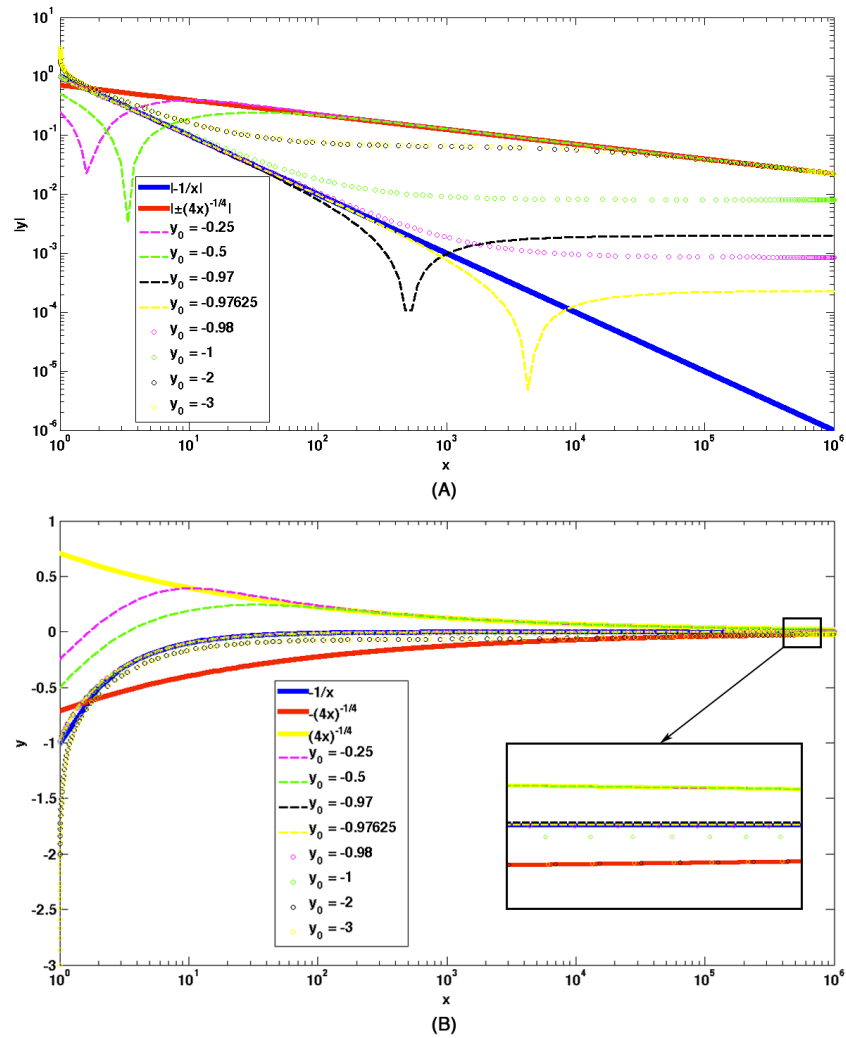 10^1
10^0
10^-1
10^-2
10^-3
10^-4
10^-5
10^-6
|y|
|-1/x|
|±(4x)^-1/4|
y_0 = -0.25
y_0 = -0.5
y_0 = -0.97
y_0 = -0.97625
y_0 = -0.98
y_0 = -1
y_0 = -2
y_0 = -3
10^0 10^1 10^2 10^3 10^4 10^5 10^6
x
(A)
1
0.5
0
-0.5
-1
-1.5
-2
-2.5
-3
y
-1/x
-(4x)^-1/4
(4x)^-1/4
y_0 = -0.25
y_0 = -0.5
y_0 = -0.97
y_0 = -0.97625
y_0 = -0.98
y_0 = -1
y_0 = -2
y_0 = -3
10^0 10^1 10^2 10^3 10^4 10^5 10^6
x
(B)